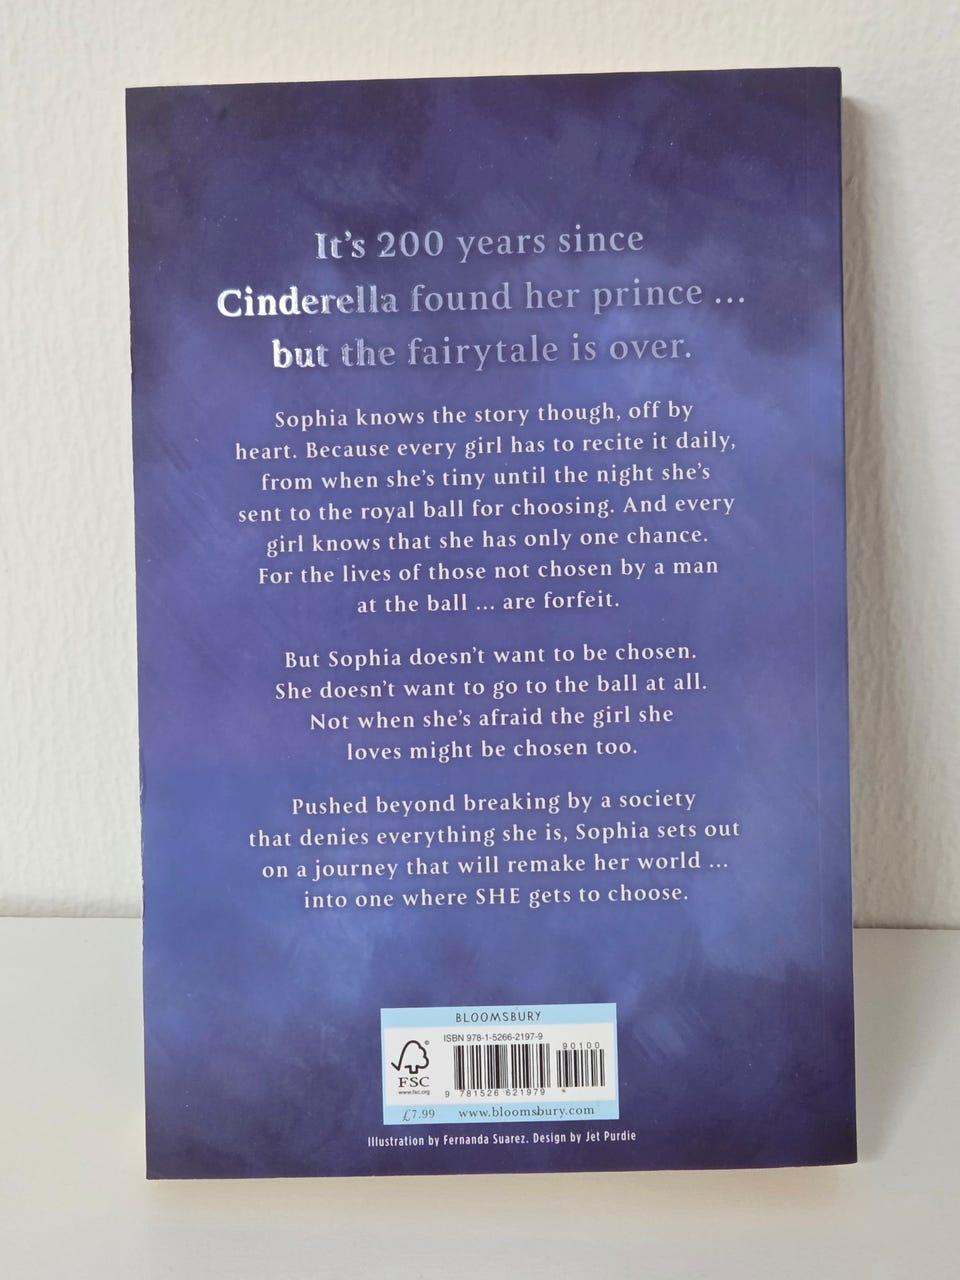 It's 200 years since
Cinderella found her prince ...
but the fairytale is over.
Sophia knows the story though, off by
heart. Because every girl has to recite it daily,
from when she's tiny until the night she's
sent to the royal ball for choosing. And every
girl knows that she has only one chance.
For the lives of those not chosen by a man
at the ball ... are forfeit.
But Sophia doesn't want to be chosen.
She doesn't want to go to the ball at all.
Not when she's afraid the girl she
loves might be chosen too.
Pushed beyond breaking by a society
that denies everything she is, Sophia sets out
on a journey that will remake her world ...
into one where SHE gets to choose.
BLOOMSBURY
ISBN 978-1-5266-2197-9
90100
FSC
www.fsc.org
9 781526 621979
£7.99 www.bloomsbury.com
Illustration by Fernanda Suarez. Design by Jet Purdie